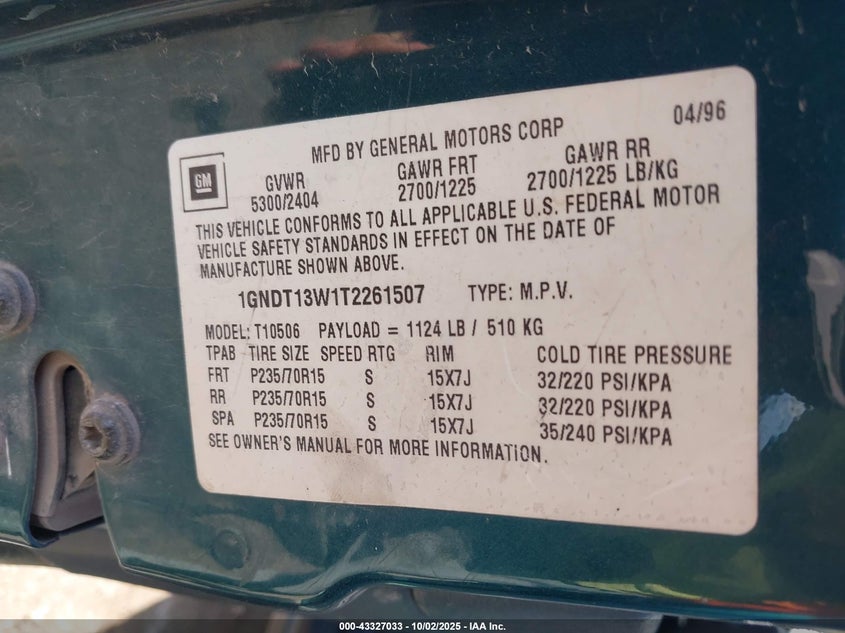 04/96
MFD BY GENERAL MOTORS CORP
GM
GVWR GAWR FRT GAWR RR
5300/2404 2700/1225 2700/1225 LB/KG
THIS VEHICLE CONFORMS TO ALL APPLICABLE U.S. FEDERAL MOTOR
VEHICLE SAFETY STANDARDS IN EFFECT ON THE DATE OF
MANUFACTURE SHOWN ABOVE.
1GNDT13W1T2261507 TYPE: M.P.V.
MODEL: T10506 PAYLOAD = 1124 LB / 510 KG
TPAB TIRE SIZE SPEED RTG RIM COLD TIRE PRESSURE
FRT P235/70R15 S 15X7J 32/220 PSI/KPA
RR P235/70R15 S 15X7J 32/220 PSI/KPA
SPA P235/70R15 S 15X7J 35/240 PSI/KPA
SEE OWNER'S MANUAL FOR MORE INFORMATION.
000-43327033 - 10/02/2025 - IAA Inc.